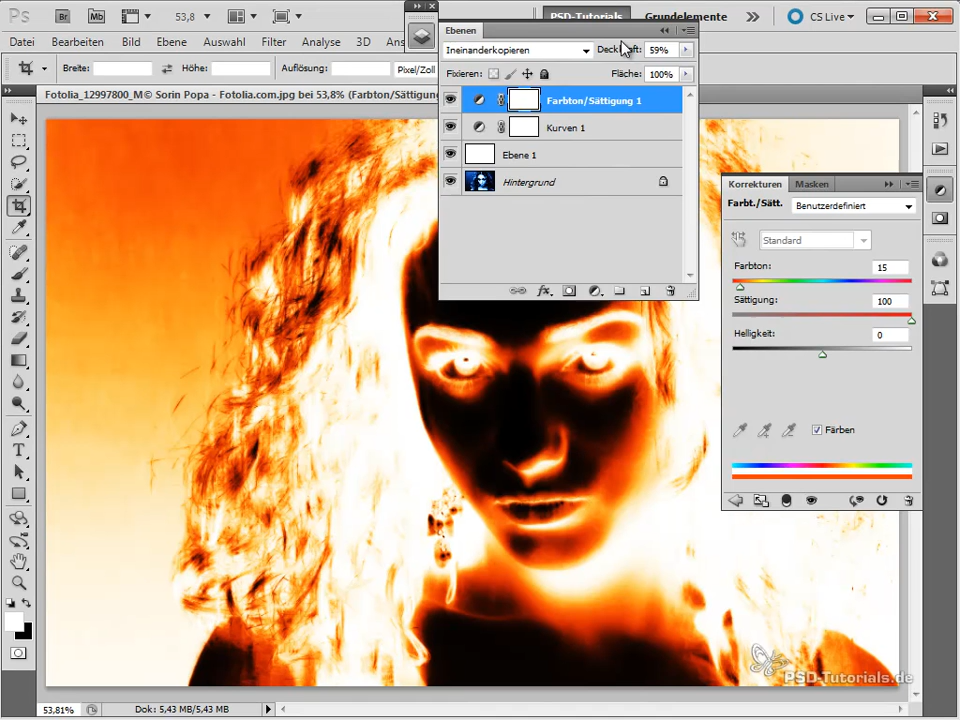 Ps Br Mb 53,8 PSD-Tutorials Grundelemente CS Live
Datei Bearbeiten Bild Ebenen Auswahl Filter Analyse 3D
Breite: Höhe: Auflösung: Pixel/Zoll
Fotolia_12997800_M© Sorin Popa - Fotolia.com.jpg bei 53,8% (Farbton/Sättigung
Ebenen
Ineinanderkopieren 59%
Fixieren: Fläche: 100%
Farbton/Sättigung 1
Kurven 1
Ebene 1
Hintergrund
fx
Korrekturen Masken
Farbt./Sätt. Benutzerdefiniert
Standard
Farbton: 15
Sättigung: 100
Helligkeit: 0
Färben
T
PSD-Tutorials.de
53,81% Dok: 5,43 MB/5,43 MB